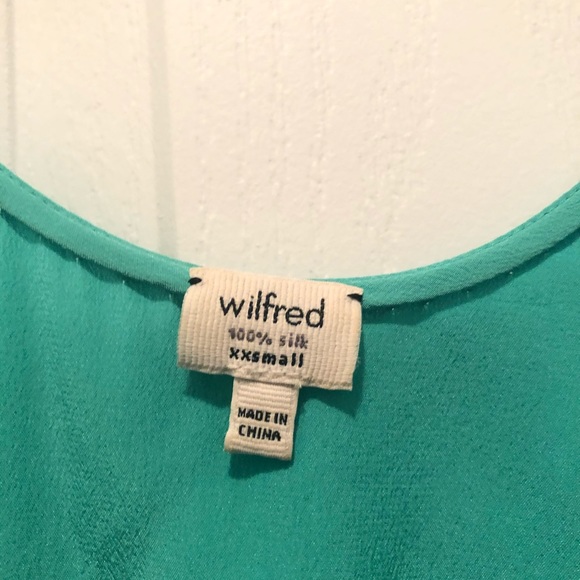 wilfred
100% silk
xxsmall
MADE IN
CHINA